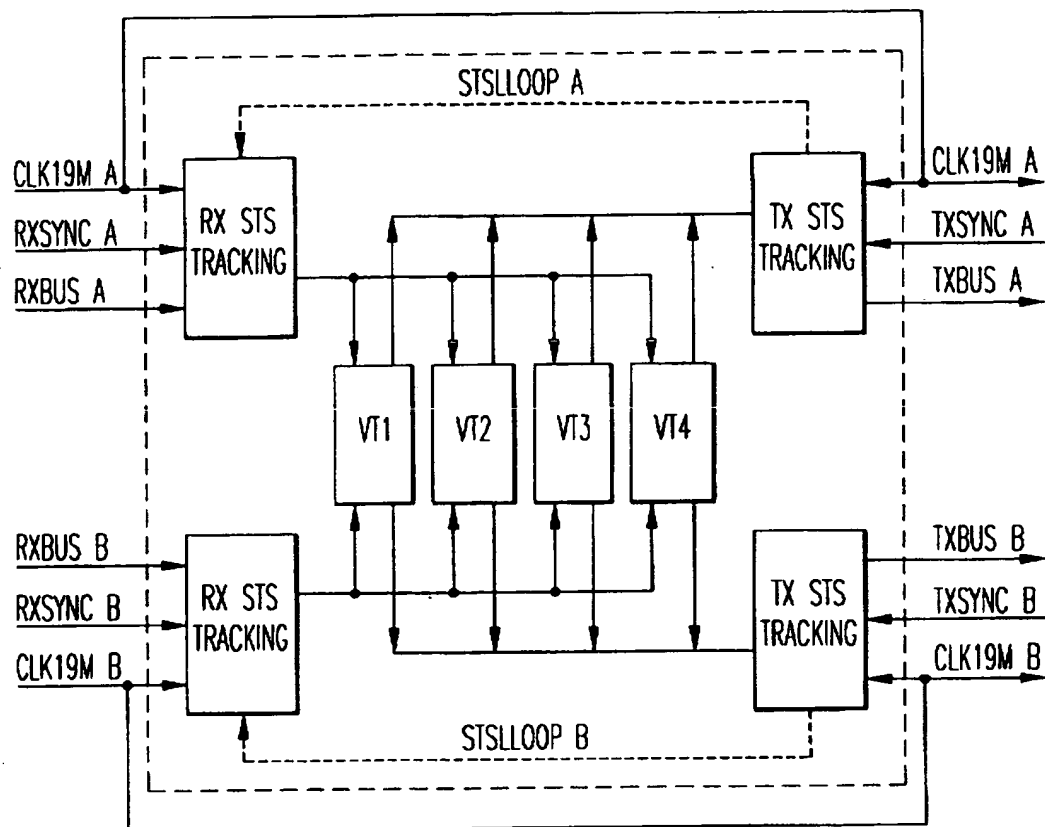 STSLLOOP A
CLK19M A
RXSYNC A
RXBUS A
RX STS
TRACKING
TX STS
TRACKING
CLK19M A
TXSYNC A
TXBUS A
VT1
VT2
VT3
VT4
RXBUS B
RXSYNC B
CLK19M B
RX STS
TRACKING
TX STS
TRACKING
TXBUS B
TXSYNC B
CLK19M B
STSLLOOP B